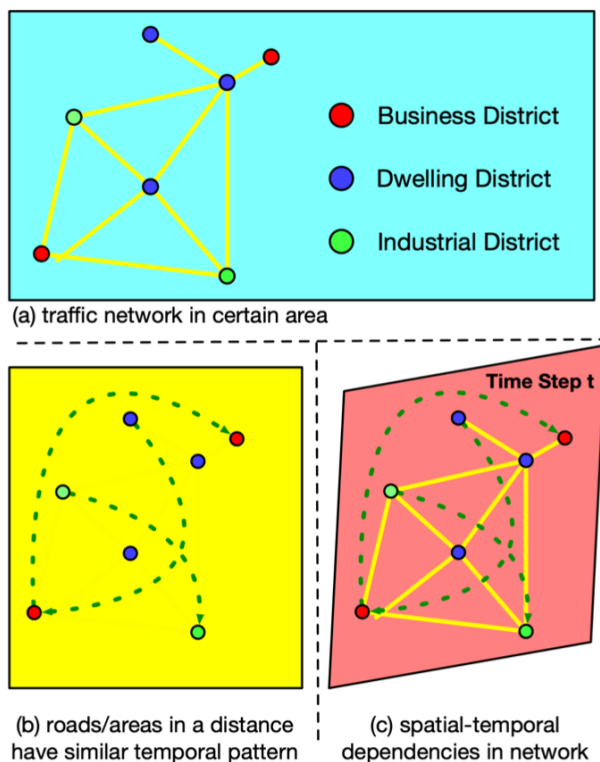 Business District
Dwelling District
Industrial District
(a) traffic network in certain area
Time Step t
(b) roads/areas in a distance
have similar temporal pattern
(c) spatial-temporal
dependencies in network